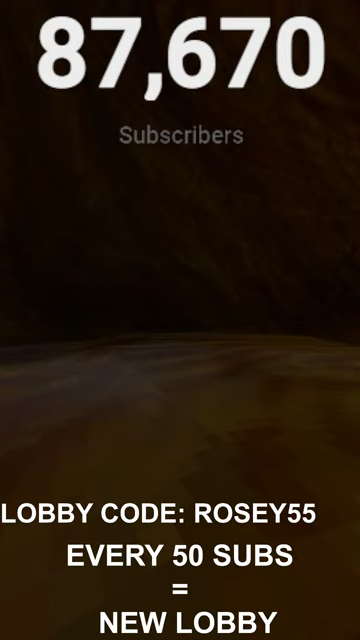 87,670
Subscribers
LOBBY CODE: ROSEY55
EVERY 50 SUBS
=
NEW LOBBY